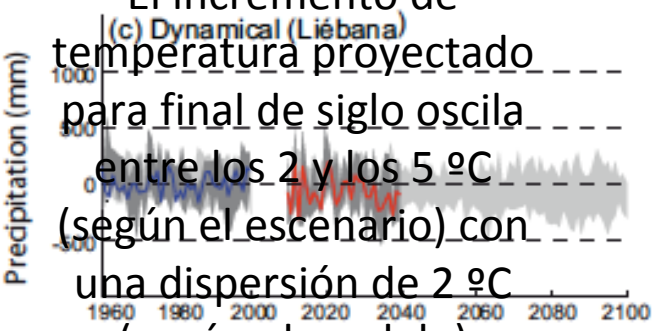 El incremento de
(c) Dynamical (Liébana)
temperatura proyectado
1000
para final de siglo oscila
500
entre los 2 y los 5 ºC
0
(según el escenario) con
-500
una dispersión de 2 ºC
1960 1980 2000 2020 2040 2060 2080 2100
Precipitation (mm)